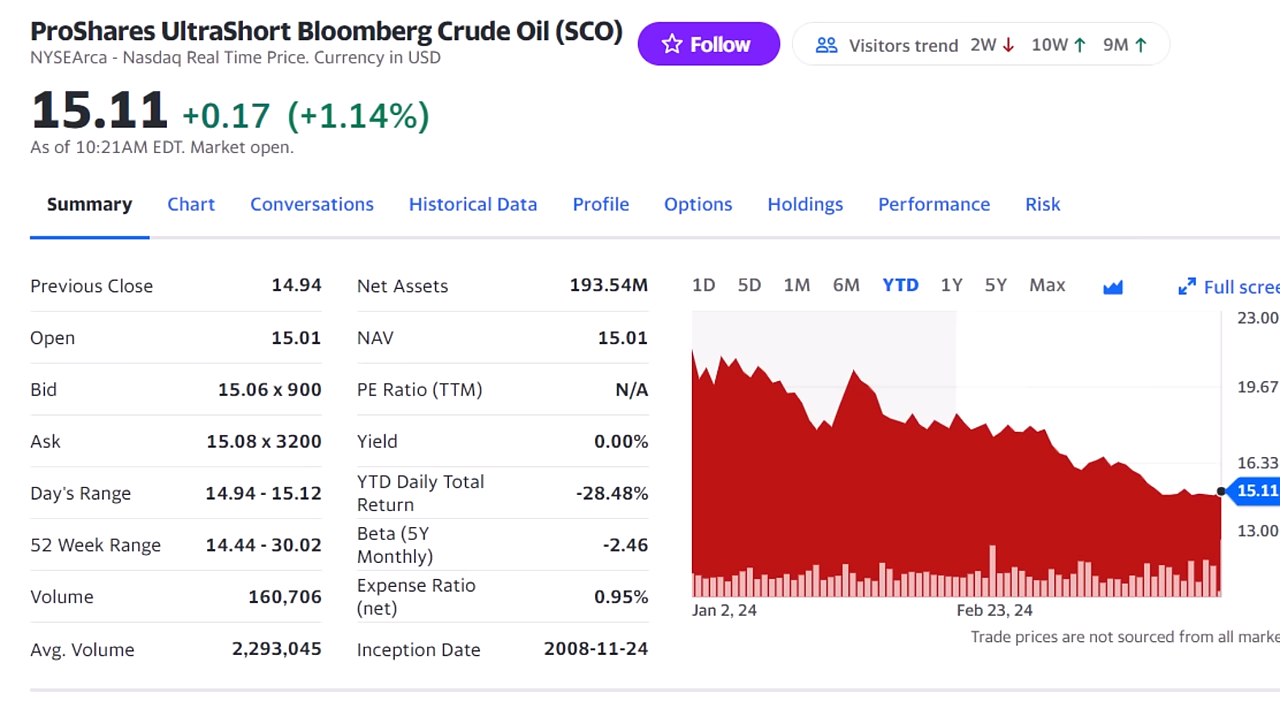 ProShares UltraShort Bloomberg Crude Oil (SCO)
Follow
Visitors trend 2W ↓ 10W ↑ 9M ↑
NYSEArca - Nasdaq Real Time Price. Currency in USD
15.11 +0.17 (+1.14%)
As of 10:21AM EDT. Market open.
Summary Chart Conversations Historical Data Profile Options Holdings Performance Risk
Previous Close 14.94
Open 15.01
Bid 15.06 x 900
Ask 15.08 x 3200
Day's Range 14.94 - 15.12
52 Week Range 14.44 - 30.02
Volume 160,706
Avg. Volume 2,293,045
Net Assets 193.54M
NAV 15.01
PE Ratio (TTM) N/A
Yield 0.00%
YTD Daily Total
Return -28.48%
Beta (5Y
Monthly) -2.46
Expense Ratio
(net) 0.95%
Inception Date 2008-11-24
1D 5D 1M 6M YTD 1Y 5Y Max Full scree
23.00
19.67
16.33
15.11
13.00
Jan 2, 24 Feb 23, 24
Trade prices are not sourced from all marke